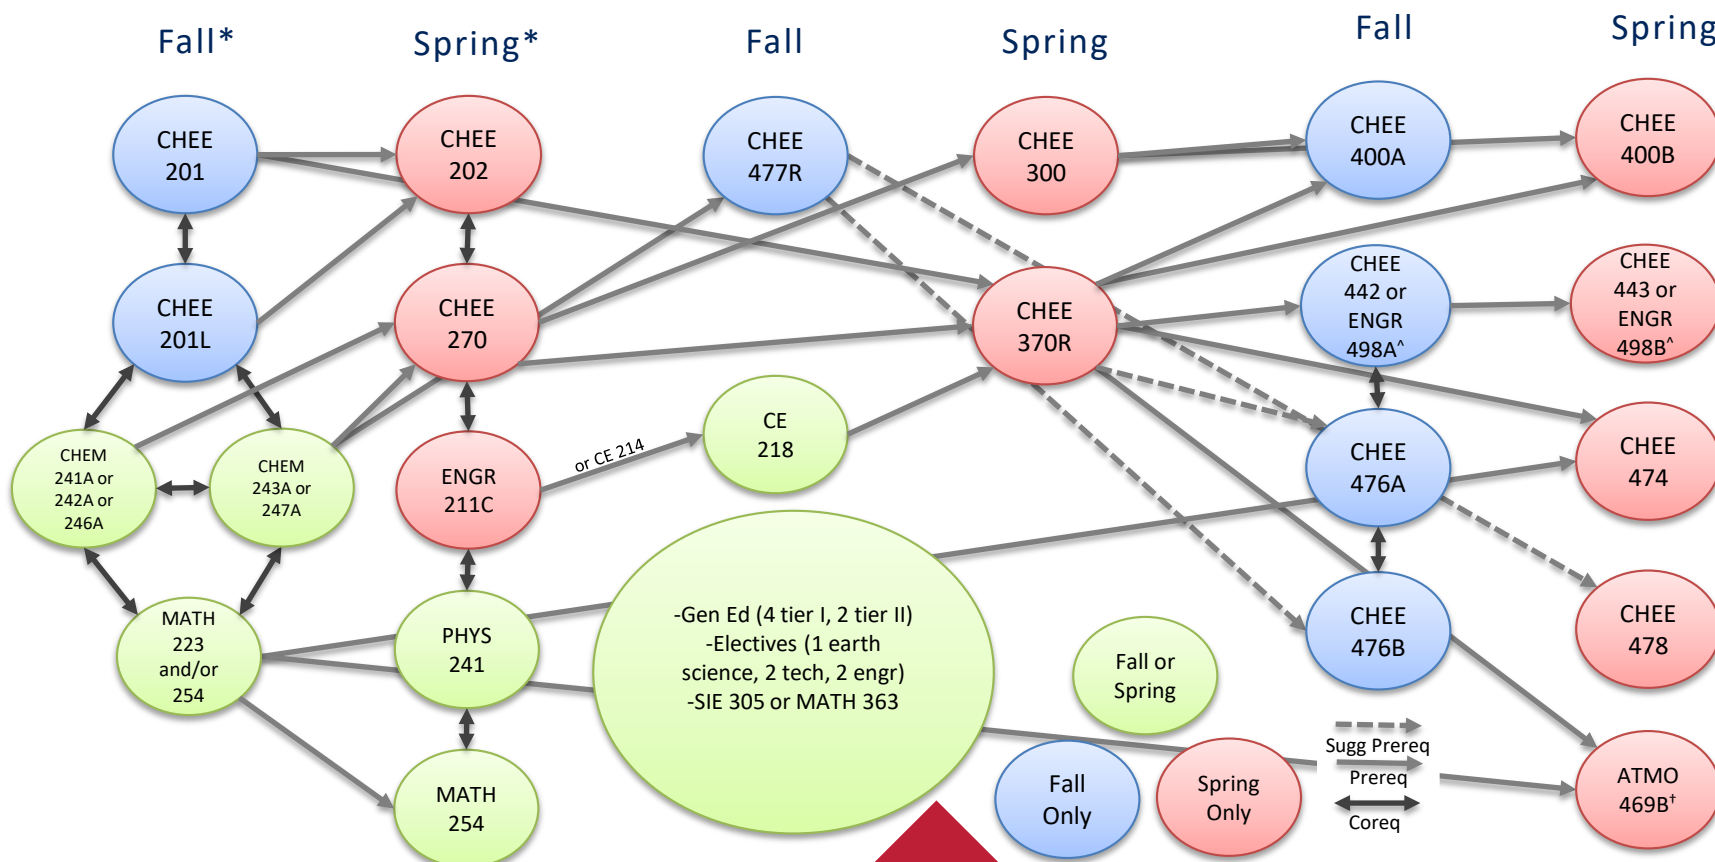 Fall*
Spring*
Fall
Spring
Fall
Spring
CHEE
201
CHEE
202
CHEE
477R
CHEE
300
CHEE
400A
CHEE
400B
CHEE
201L
CHEE
270
CHEE
370R
CHEE
442 or
ENGR
498A^
CHEE
443 or
ENGR
498B^
CHEM
241A or
242A or
246A
CHEM
243A or
247A
ENGR
211C
or CE 214
CE
218
CHEE
476A
CHEE
474
MATH
223
and/or
254
PHYS
241
-Gen Ed (4 tier I, 2 tier II)
-Electives (1 earth
science, 2 tech, 2 engr)
-SIE 305 or MATH 363
Fall or
Spring
CHEE
476B
CHEE
478
MATH
254
Fall
Only
Spring
Only
Sugg Prereq
Prereq
Coreq
ATMO
469B†